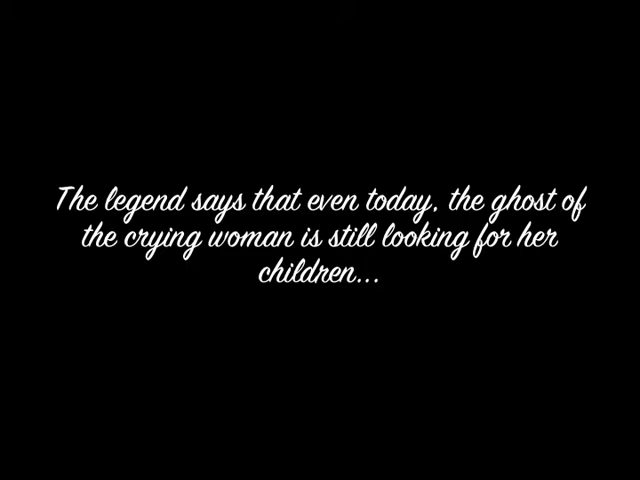 The legend says that even today, the ghost of
the crying woman is still looking for her
children...